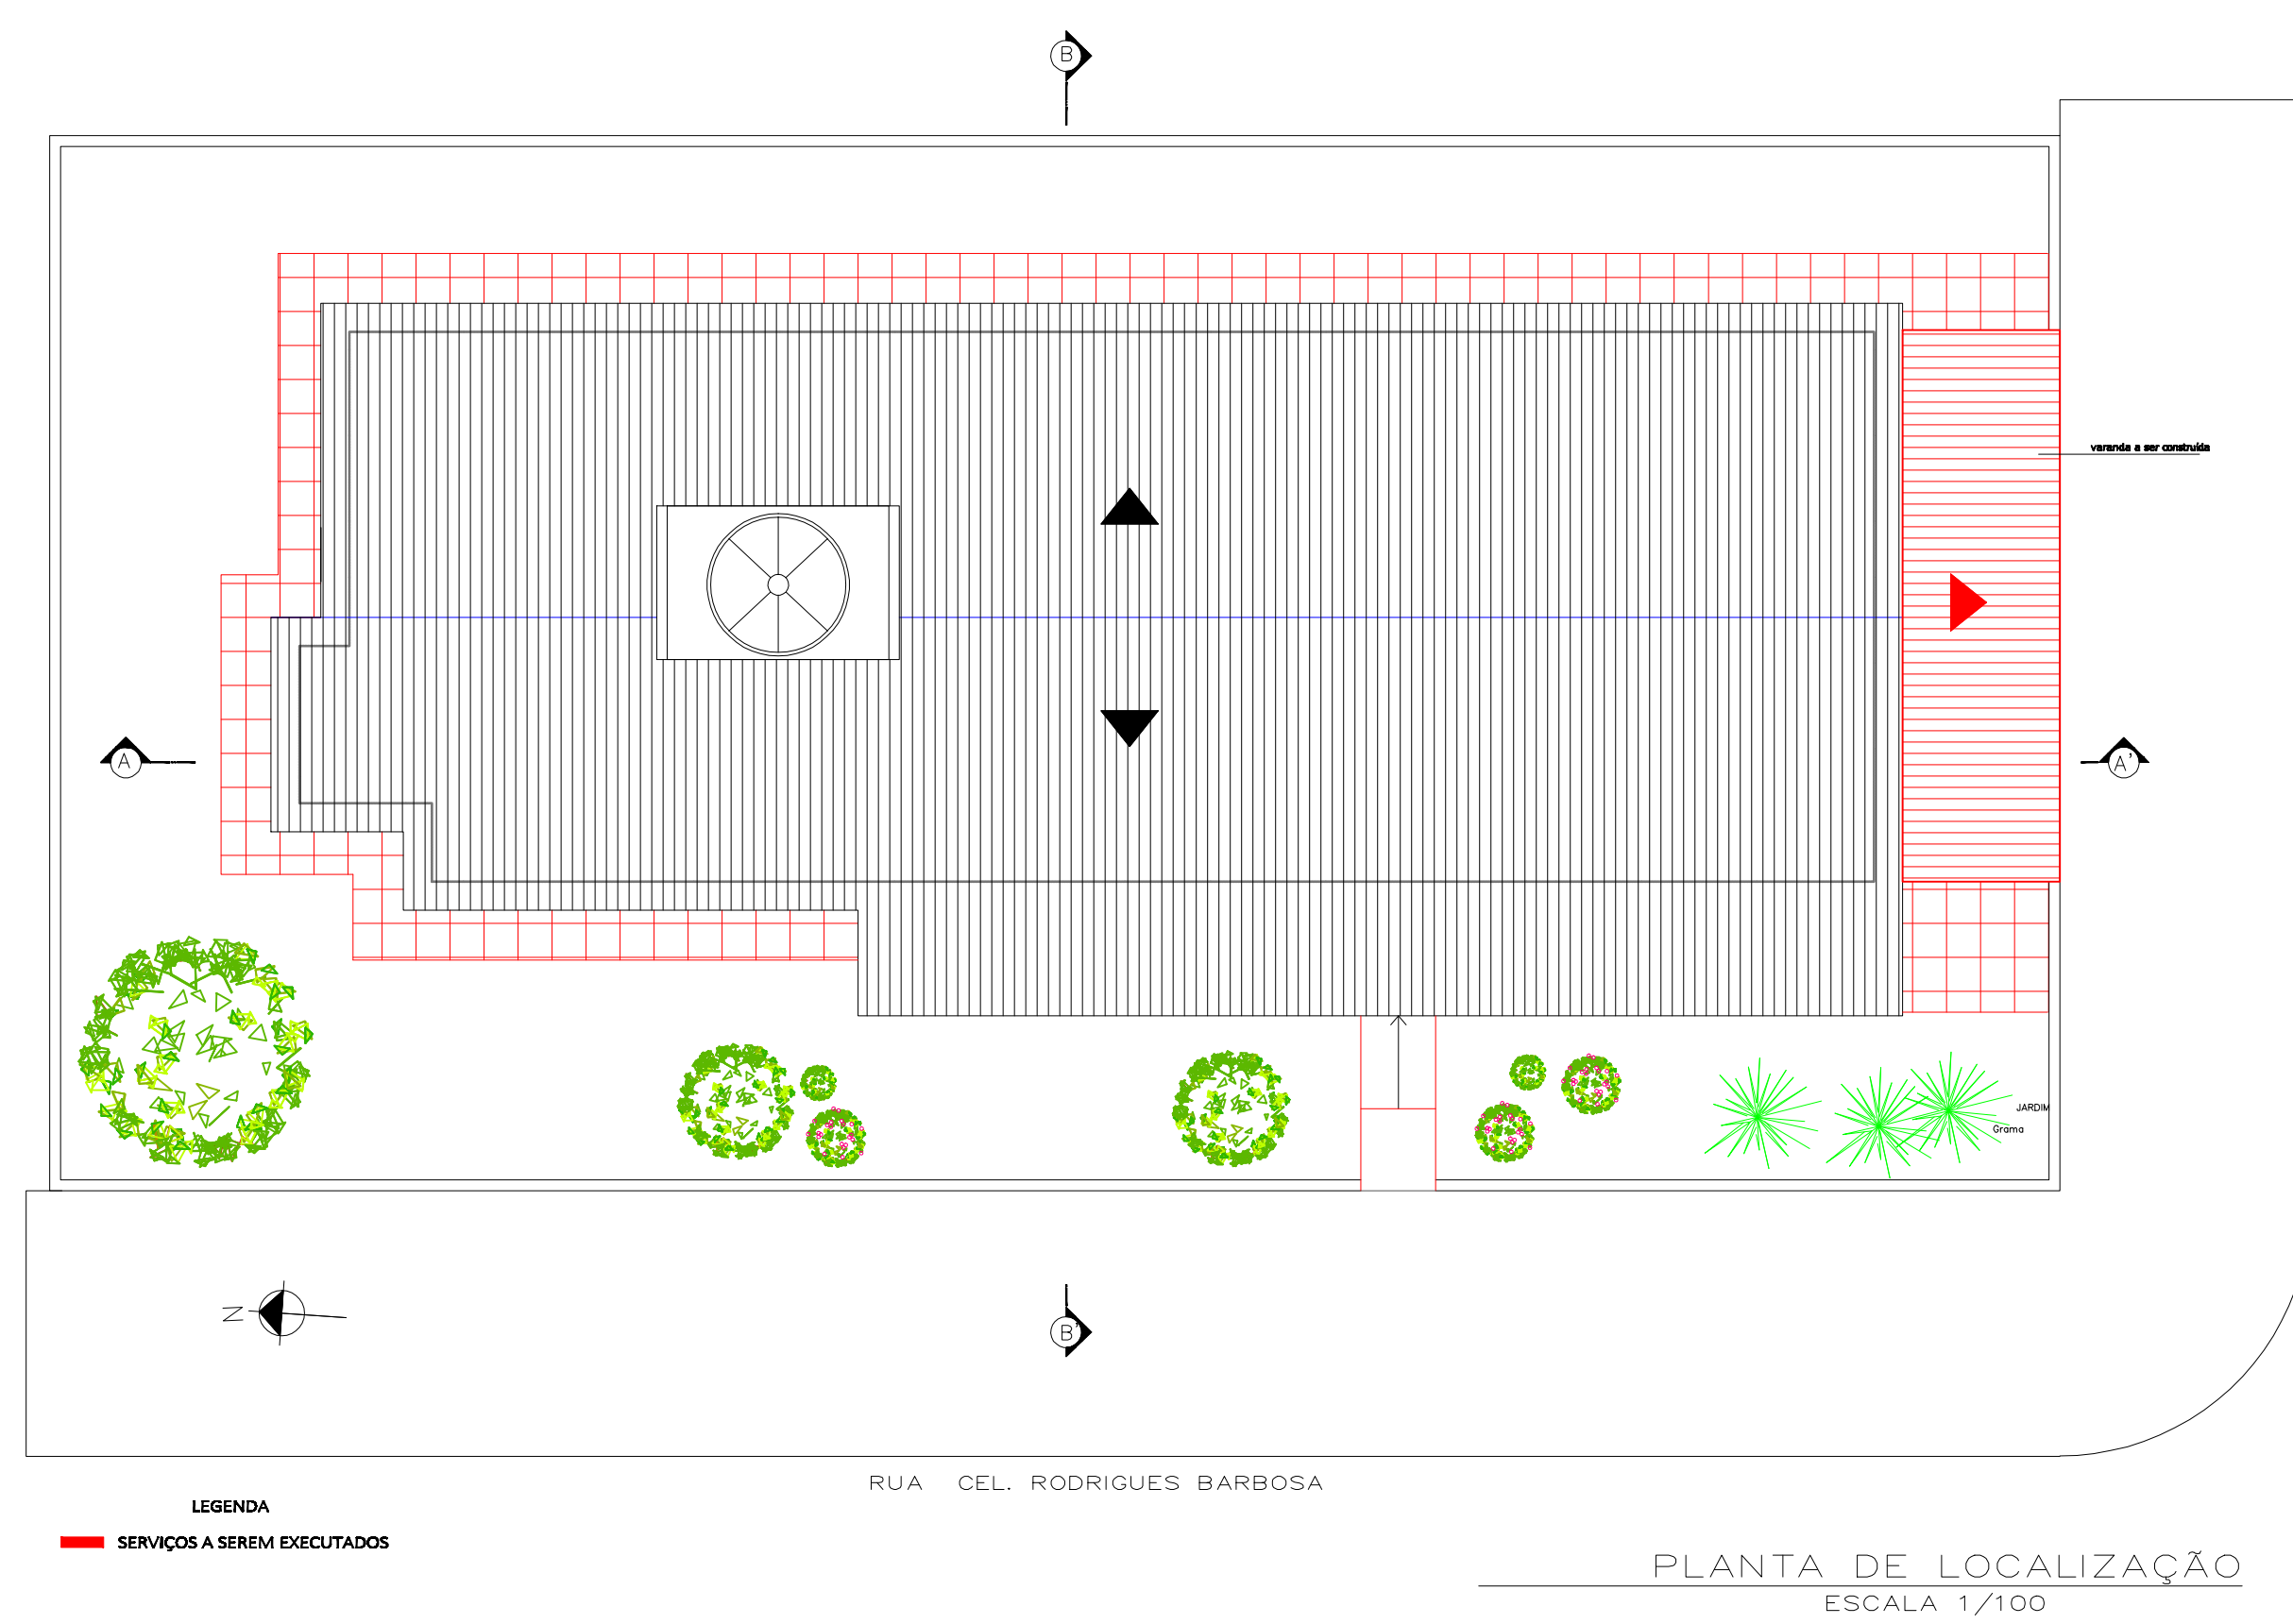 B
varanda a ser construída
A
A'
JARDIM
Grama
N
B'
RUA CEL. RODRIGUES BARBOSA
LEGENDA
SERVIÇOS A SEREM EXECUTADOS
PLANTA DE LOCALIZAÇÃO
ESCALA 1/100